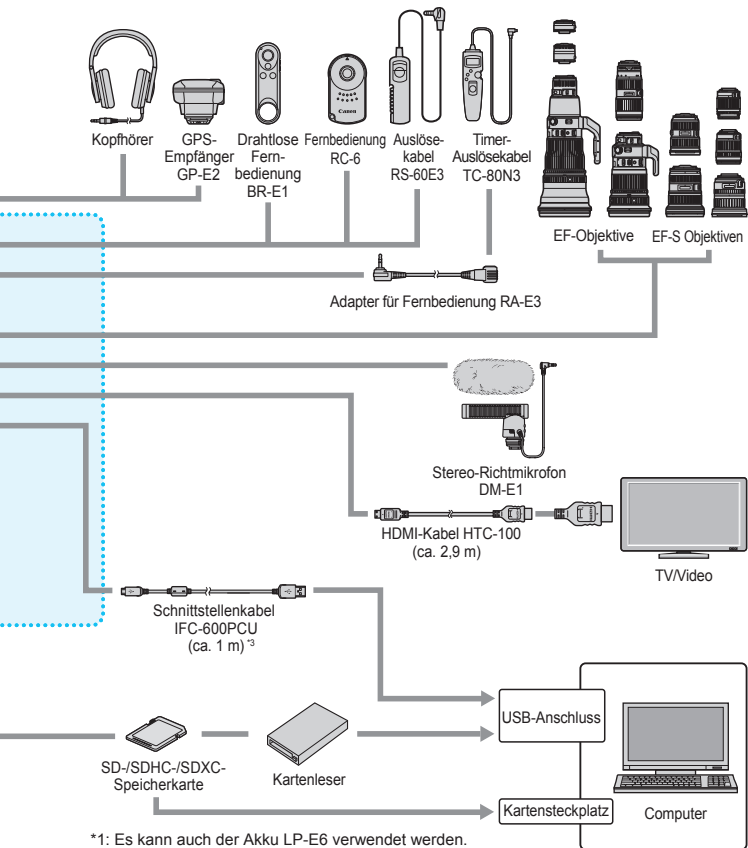 Canon
Kopfhörer
GPS-
Empfänger
GP-E2
Drahtlose
Fern-
bedienung
BR-E1
Fernbedienung
RC-6
Auslöse-
kabel
RS-60E3
Timer-
Auslösekabel
TC-80N3
EF-Objektive
EF-S Objektiven
Adapter für Fernbedienung RA-E3
Stereo-Richtmikrofon
DM-E1
HDMI-Kabel HTC-100
(ca. 2,9 m)
TV/Video
Schnittstellenkabel
IFC-600PCU
(ca. 1 m) *3
USB-Anschluss
SD-/SDHC-/SDXC-
Speicherkarte
Kartenleser
Kartensteckplatz
Computer
*1: Es kann auch der Akku LP-E6 verwendet werden.